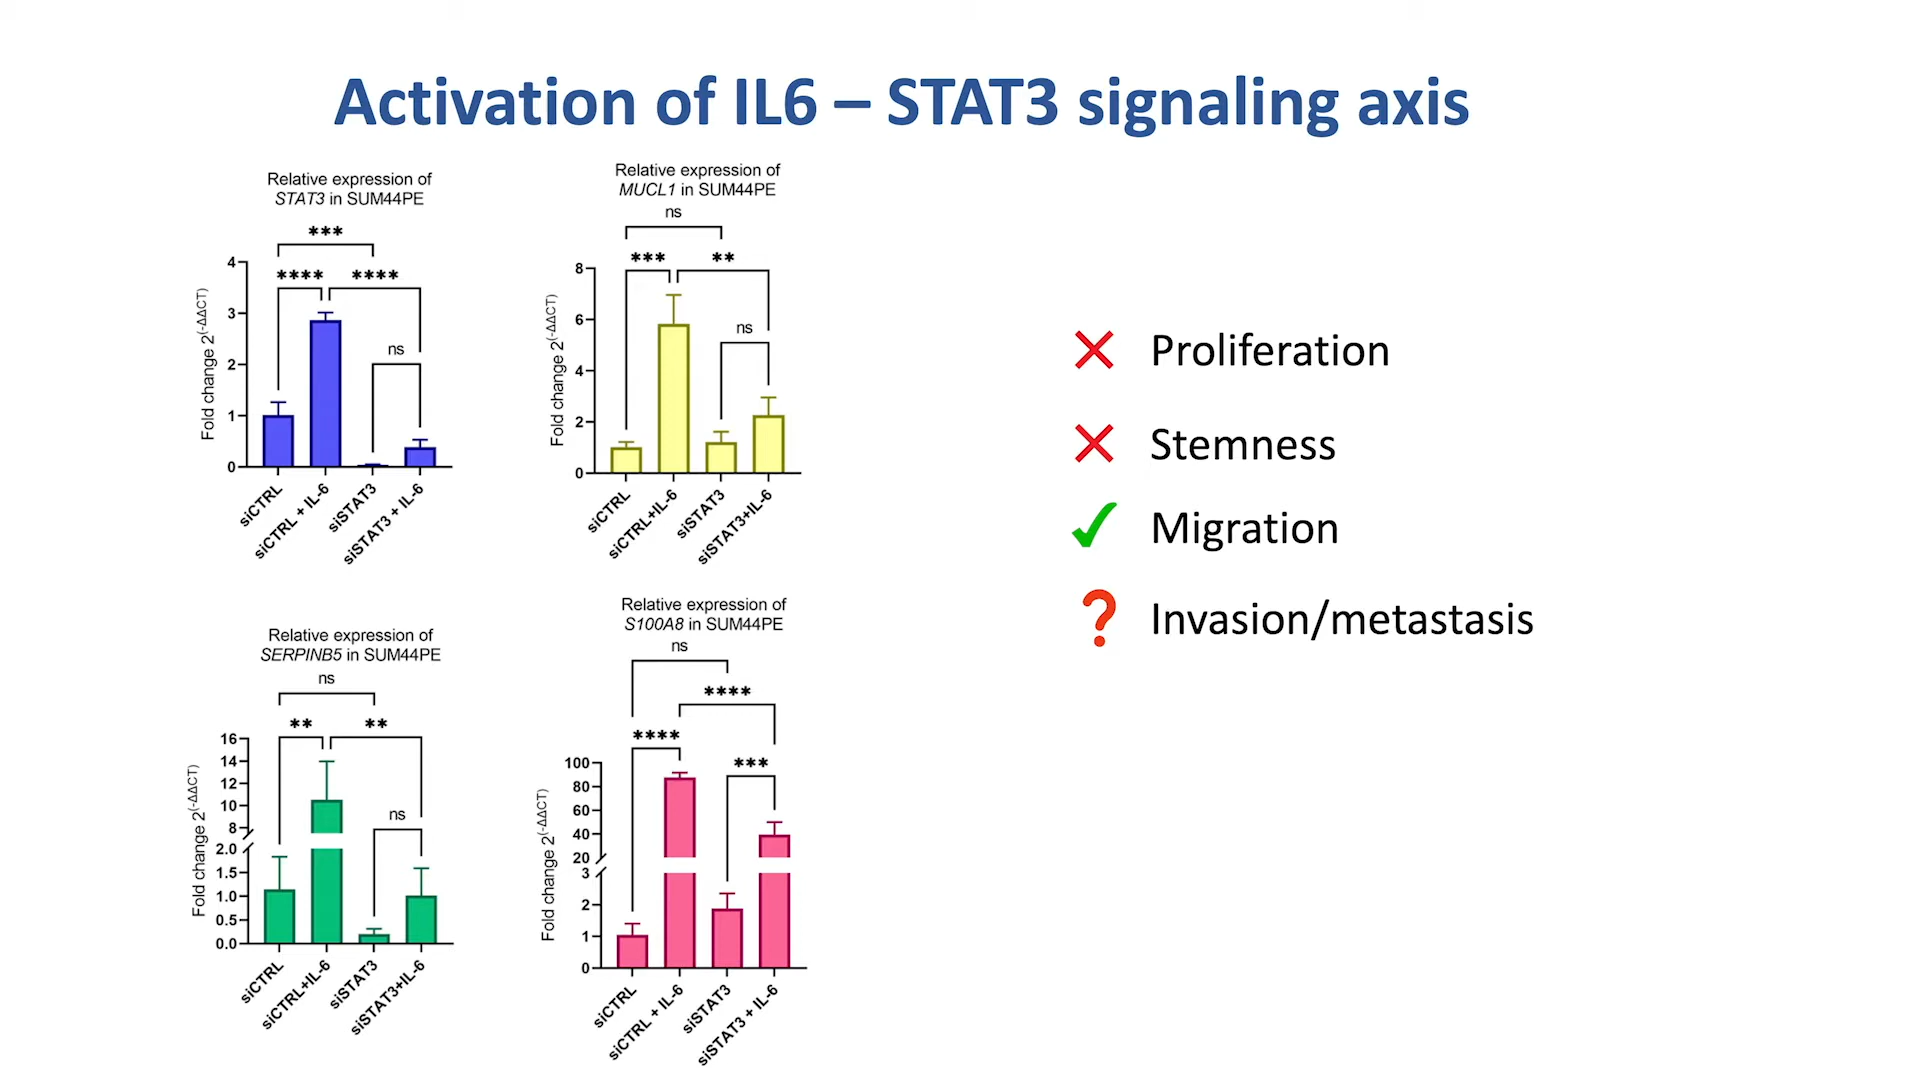 Activation of IL6 – STAT3 signaling axis
Relative expression of
STAT3 in SUM44PE
***
**** ****
ns
Fold change 2(-ΔΔCT)
4
3
2
1
0
siCTRL
siCTRL + IL-6
siSTAT3
siSTAT3 + IL-6
Relative expression of
MUCL1 in SUM44PE
ns
*** **
ns
Fold change 2(-ΔΔCT)
8
6
4
2
0
siCTRL
siCTRL+IL-6
siSTAT3
siSTAT3+IL-6
Relative expression of
SERPINB5 in SUM44PE
ns
** **
ns
Fold change 2(-ΔΔCT)
16
14
12
10
8
2.0
1.5
1.0
0.5
0.0
siCTRL
siCTRL+IL-6
siSTAT3
siSTAT3+IL-6
Relative expression of
S100A8 in SUM44PE
ns
****
****
***
Fold change 2(-ΔΔCT)
100
80
60
40
20
3
2
1
0
siCTRL
siCTRL + IL-6
siSTAT3
siSTAT3 + IL-6
Proliferation
Stemness
Migration
Invasion/metastasis